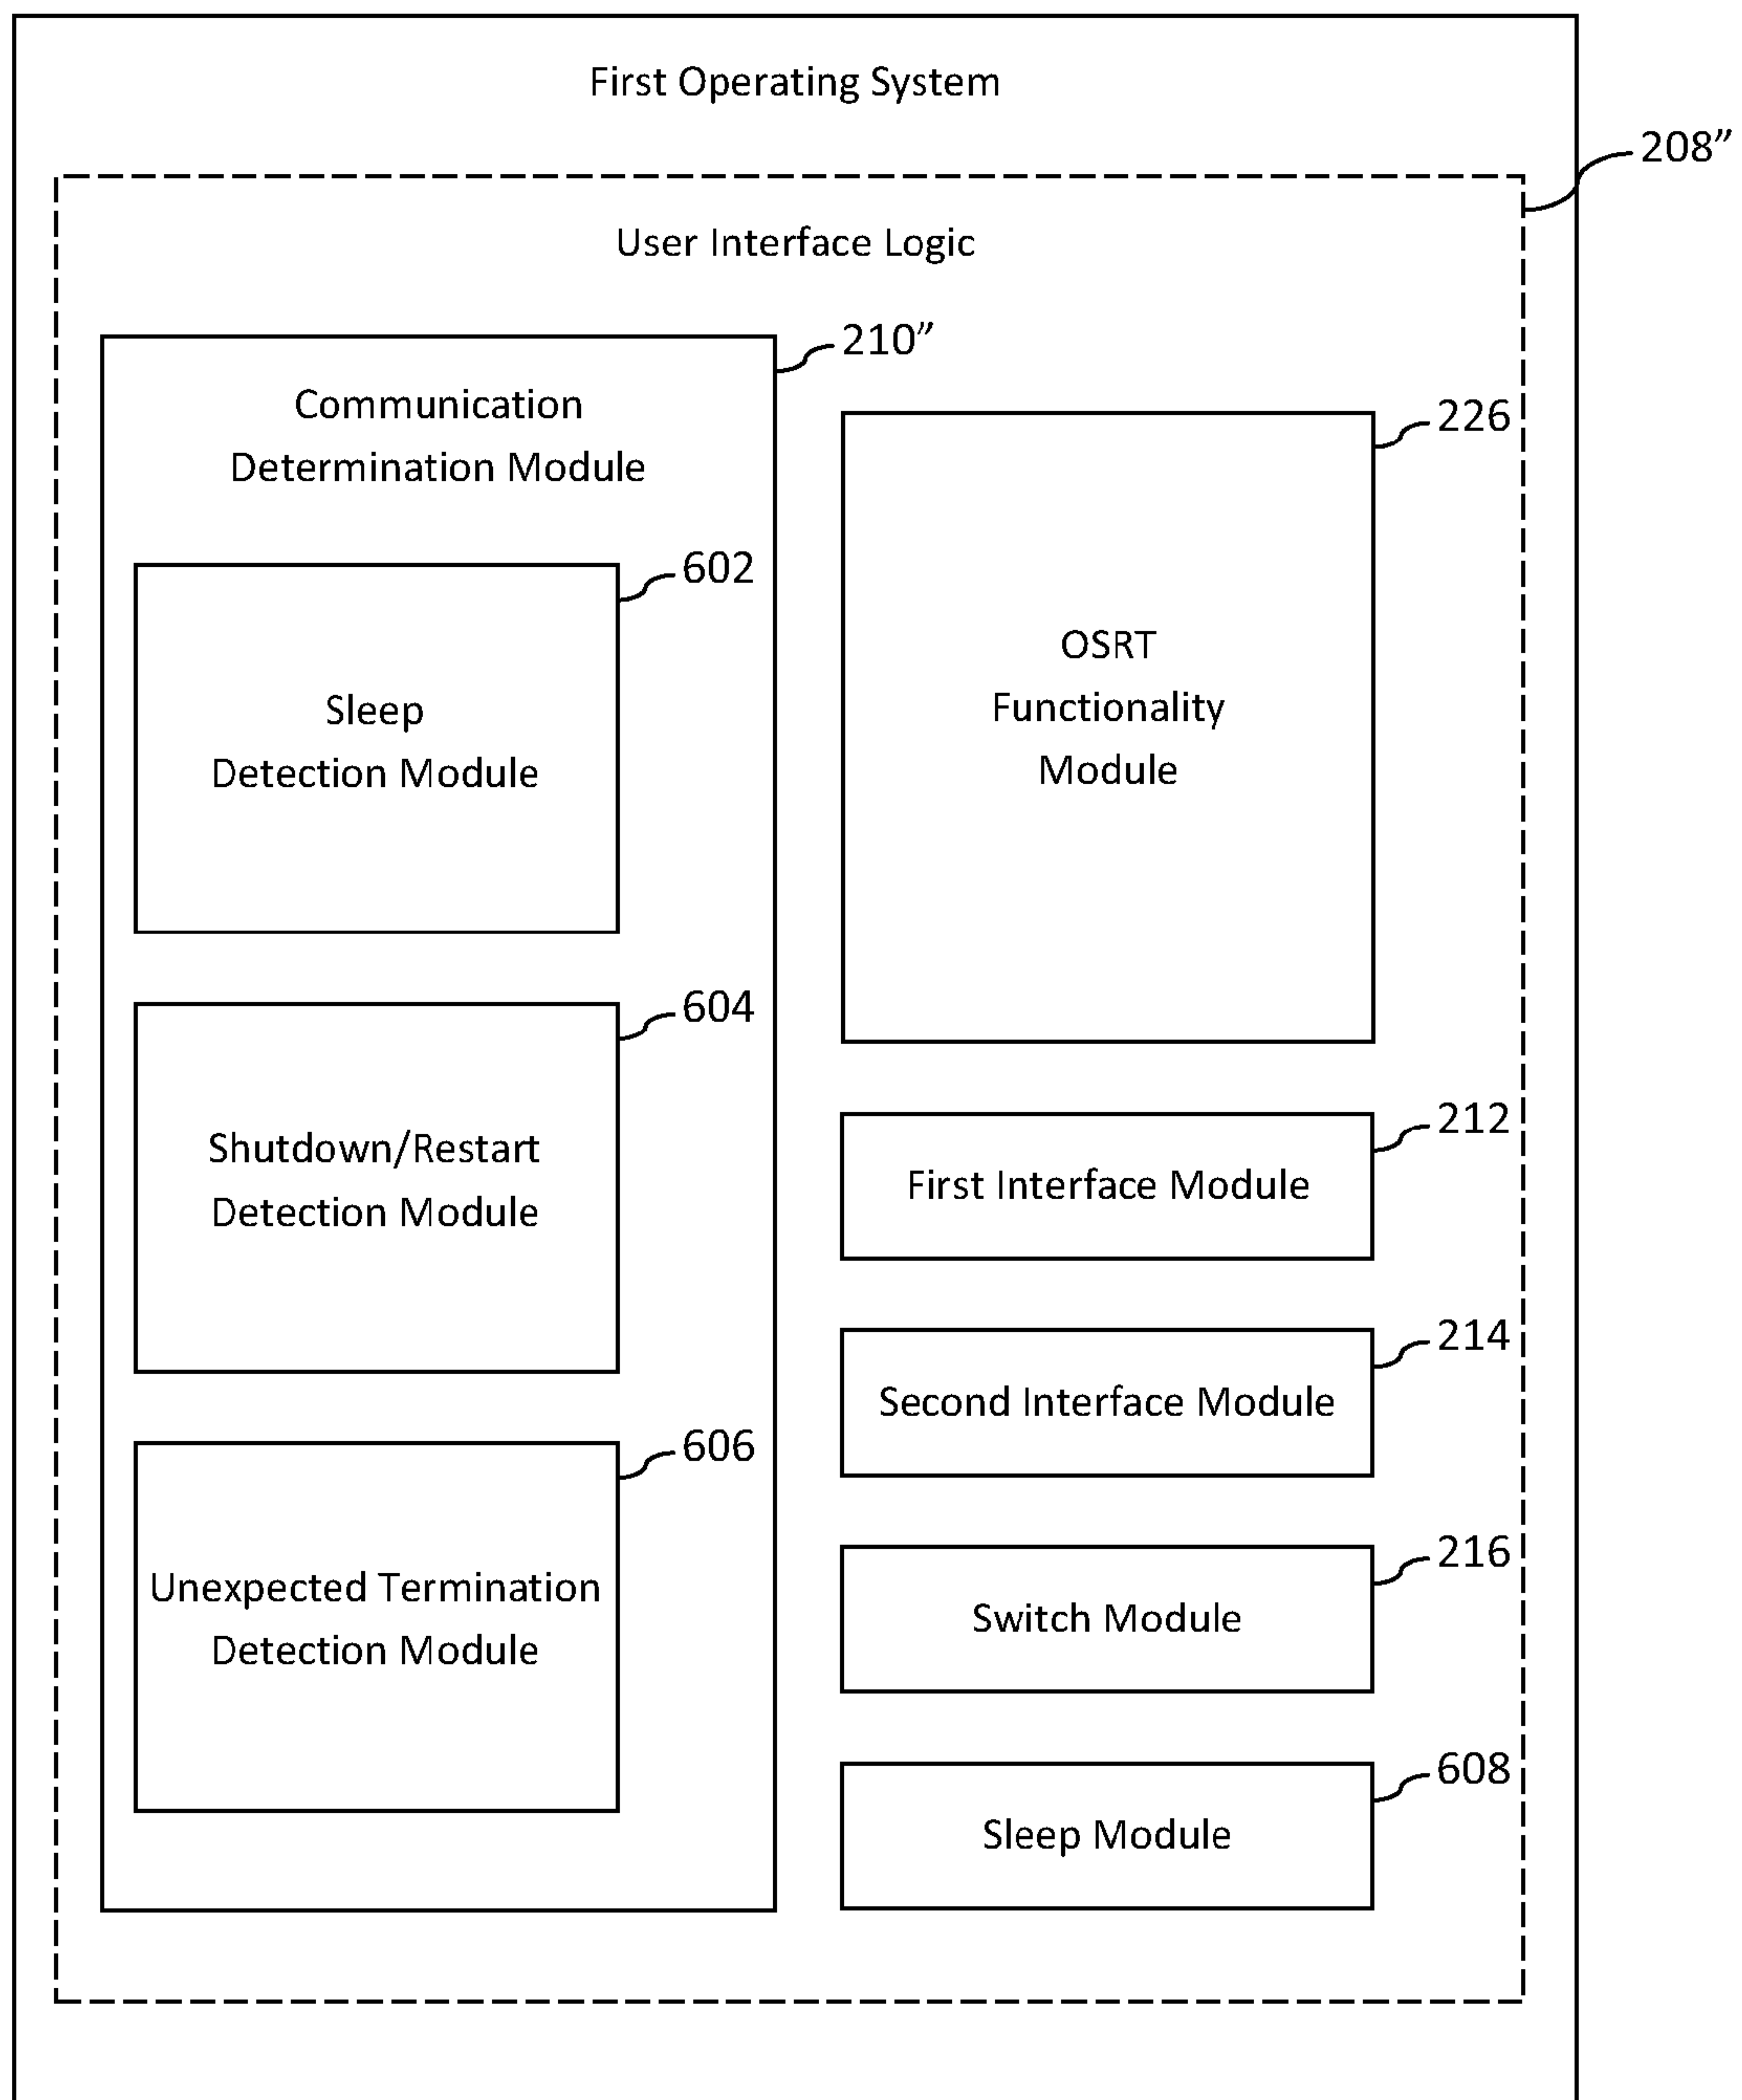 First Operating System
208”
User Interface Logic
210”
Communication
Determination Module
602
Sleep
Detection Module
604
Shutdown/Restart
Detection Module
606
Unexpected Termination
Detection Module
226
OSRT
Functionality
Module
212
First Interface Module
214
Second Interface Module
216
Switch Module
608
Sleep Module